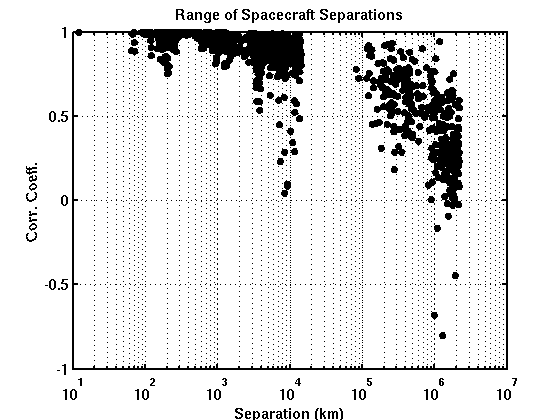 Range of Spacecraft Separations
1
0.5
0
-0.5
-1
Corr. Coeff.
10^1 10^2 10^3 10^4 10^5 10^6 10^7
Separation (km)